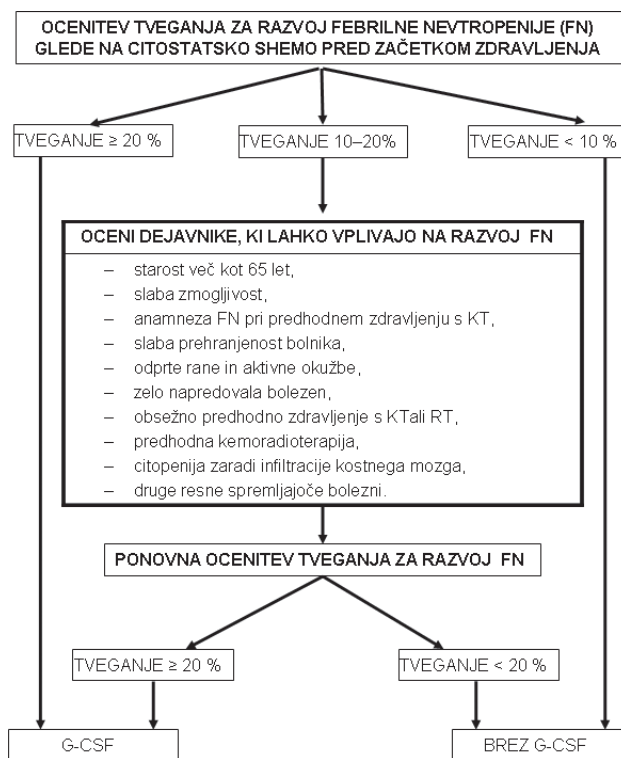 OCENITEV TVEGANJA ZA RAZVOJ FEBRILNE NEVTROPENIJE (FN)
GLEDE NA CITOSTATSKO SHEMO PRED ZAČETKOM ZDRAVLJENJA
TVEGANJE ≥ 20 %
TVEGANJE 10–20%
TVEGANJE < 10 %
OCENI DEJAVNIKE, KI LAHKO VPLIVAJO NA RAZVOJ FN
– starost več kot 65 let,
– slaba zmogljivost,
– anamneza FN pri predhodnem zdravljenju s KT,
– slaba prehranjenost bolnika,
– odprte rane in aktivne okužbe,
– zelo napredovala bolezen,
– obsežno predhodno zdravljenje s KTali RT,
– predhodna kemoradioterapija,
– citopenija zaradi infiltracije kostnega mozga,
– druge resne spremljajoče bolezni.
PONOVNA OCENITEV TVEGANJA ZA RAZVOJ FN
TVEGANJE ≥ 20 %
TVEGANJE < 20 %
G-CSF
BREZ G-CSF